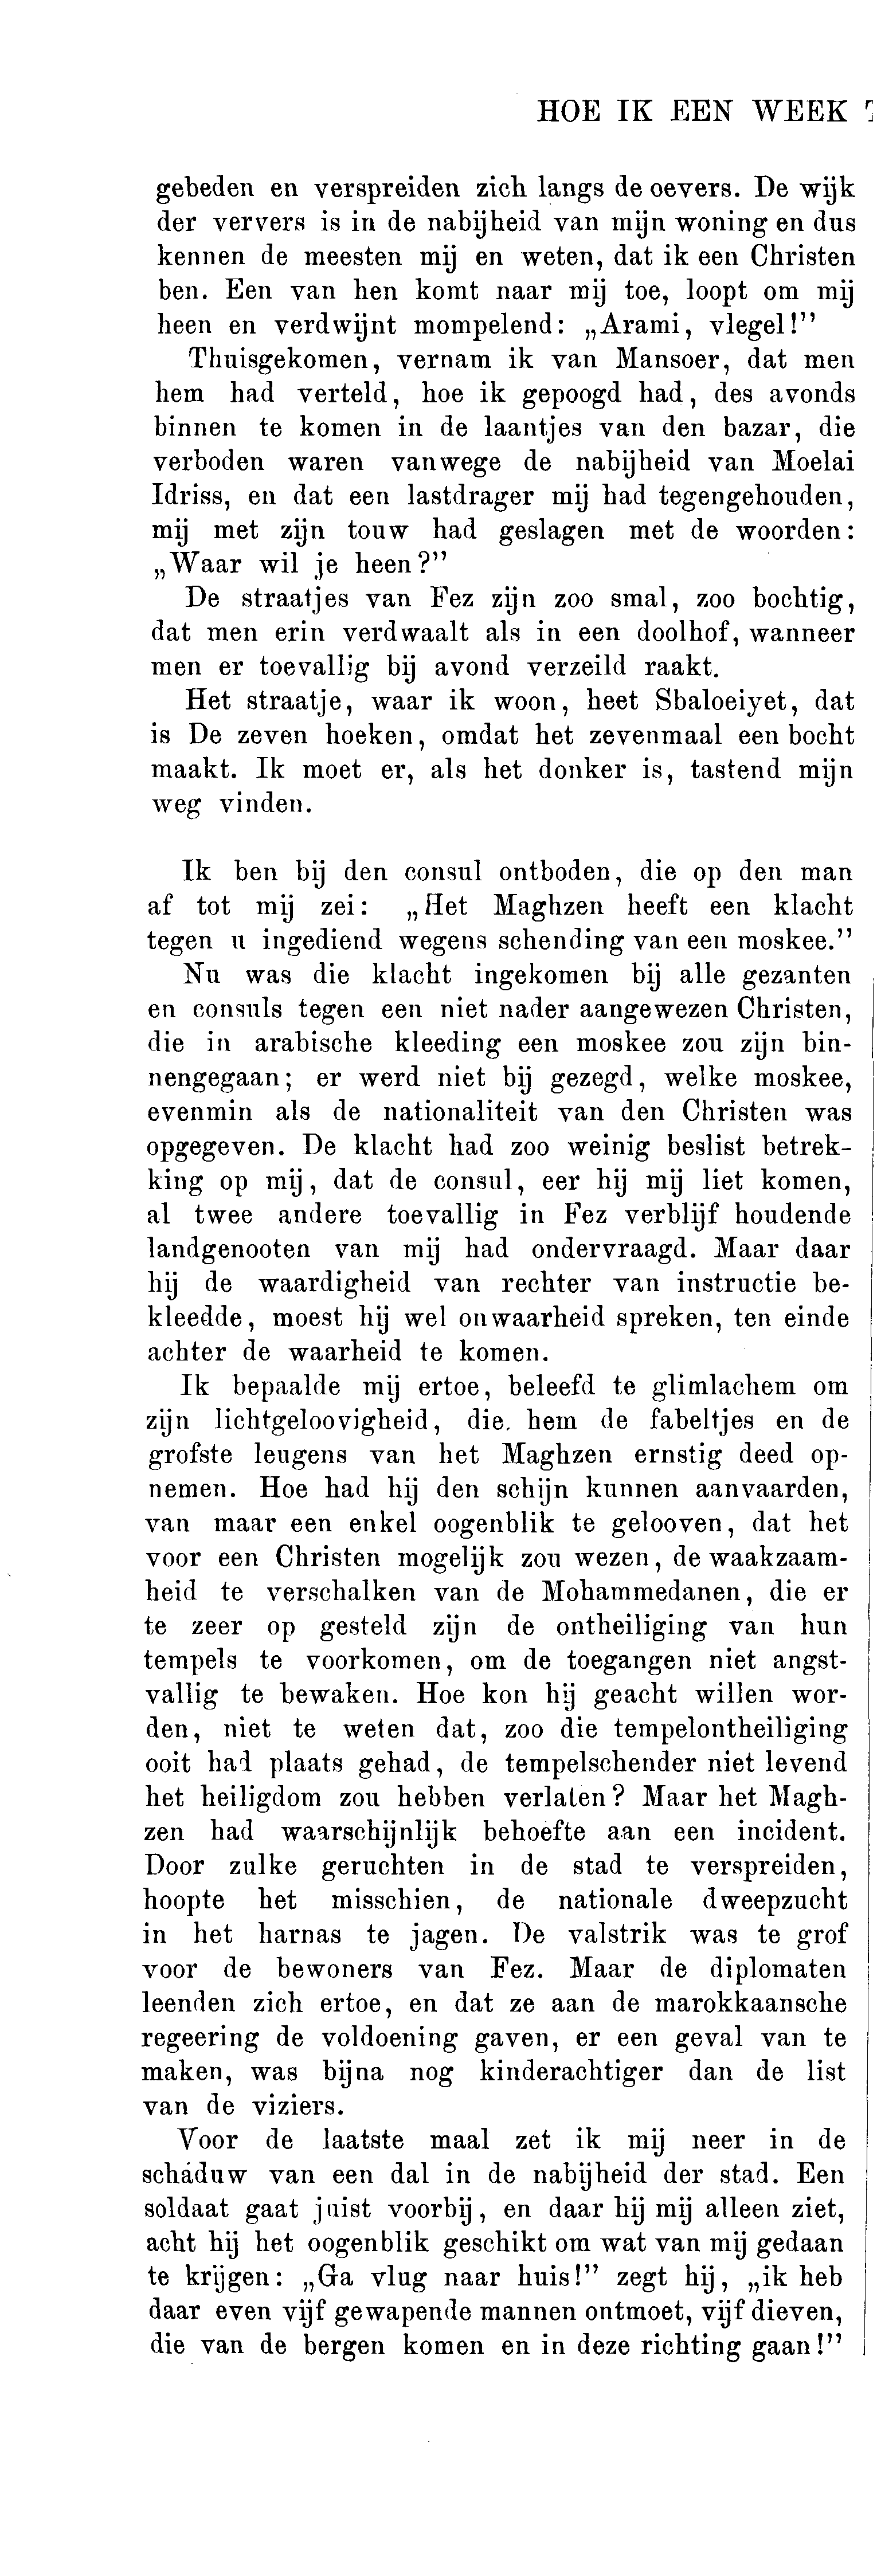 HOE IK EEN WEEK
gebeden en verspreiden zich langs de oevers. De wijk
der ververs is in de nabijheid van mijn woning en dus
kennen de meesten mij en weten, dat ik een Christen
ben. Een van hen komt naar mij toe, loopt om mij
heen en verdwijnt mompelend: „Arami, vlegel!”
Thuisgekomen, vernam ik van Mansoer, dat men
hem had verteld, hoe ik gepoogd had, des avonds
binnen te komen in de laantjes van den bazar, die
verboden waren vanwege de nabijheid van Moelai
Idriss, en dat een lastdrager mij had tegengehouden,
mij met zijn touw had geslagen met de woorden:
„Waar wil je heen?”
De straatjes van Fez zijn zoo smal, zoo bochtig,
dat men erin verdwaalt als in een doolhof, wanneer
men er toevallig bij avond verzeild raakt.
Het straatje, waar ik woon, heet Sbaloeiyet, dat
is De zeven hoeken, omdat het zevenmaal een bocht
maakt. Ik moet er, als het donker is, tastend mijn
weg vinden.
Ik ben bij den consul ontboden, die op den man
af tot mij zei: „Het Maghzen heeft een klacht
tegen u ingediend wegens schending van een moskee.”
Nu was die klacht ingekomen bij alle gezanten
en consuls tegen een niet nader aangewezen Christen,
die in arabische kleeding een moskee zou zijn bin-
nengegaan; er werd niet bij gezegd, welke moskee,
evenmin als de nationaliteit van den Christen was
opgegeven. De klacht had zoo weinig beslist betrek-
king op mij, dat de consul, eer hij mij liet komen,
al twee andere toevallig in Fez verblijf houdende
landgenooten van mij had ondervraagd. Maar daar
hij de waardigheid van rechter van instructie be-
kleedde, moest hij wel onwaarheid spreken, ten einde
achter de waarheid te komen.
Ik bepaalde mij ertoe, beleefd te glimlachem om
zijn lichtgeloovigheid, die hem de fabeltjes en de
grofste leugens van het Maghzen ernstig deed op-
nemen. Hoe had hij den schijn kunnen aanvaarden,
van maar een enkel oogenblik te gelooven, dat het
voor een Christen mogelijk zou wezen, de waakzaam-
heid te verschalken van de Mohammedanen, die er
te zeer op gesteld zijn de ontheiliging van hun
tempels te voorkomen, om de toegangen niet angst-
vallig te bewaken. Hoe kon hij geacht willen wor-
den, niet te weten dat, zoo die tempelontheiliging
ooit had plaats gehad, de tempelschender niet levend
het heiligdom zou hebben verlaten? Maar het Magh-
zen had waarschijnlijk behoefte aan een incident.
Door zulke geruchten in de stad te verspreiden,
hoopte het misschien, de nationale dweepzucht
in het harnas te jagen. De valstrik was te grof
voor de bewoners van Fez. Maar de diplomaten
leenden zich ertoe, en dat ze aan de marokkaansche
regeering de voldoening gaven, er een geval van te
maken, was bijna nog kinderachtiger dan de list
van de viziers.
Voor de laatste maal zet ik mij neer in de
schaduw van een dal in de nabijheid der stad. Een
soldaat gaat juist voorbij, en daar hij mij alleen ziet,
acht hij het oogenblik geschikt om wat van mij gedaan
te krijgen: „Ga vlug naar huis!” zegt hij, „ik heb
daar even vijf gewapende mannen ontmoet, vijf dieven,
die van de bergen komen en in deze richting gaan!”